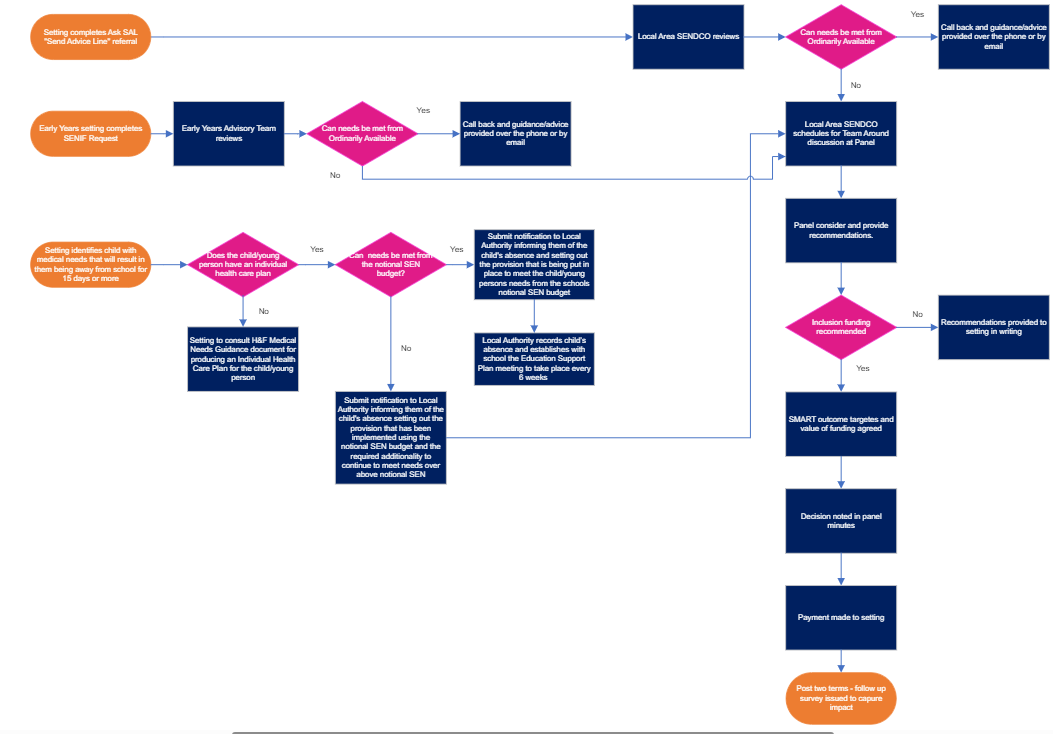 Setting completes Ask SAL
"Send Advice Line" referral
Local Area SENDCO reviews
Can needs be met from
Ordinarily Available
Yes
Call back and guidance/advice
provided over the phone or by
email
No
Early Years setting completes
SENIF Request
Early Years Advisory Team
reviews
Can needs be met from
Ordinarily Available
Yes
Call back and guidance/advice
provided over the phone or by
email
No
Local Area SENDCO
schedules for Team Around
discussion at Panel
Panel consider and provide
recommendations.
Setting identifies child with
medical needs that will result in
them being away from school for
15 days or more
Does the child/young
person have an individual
health care plan
Yes
Can needs be met from
the notional SEN
budget?
Yes
Submit notification to Local
Authority informing them of the
child's absence and setting out
the provision that is being put in
place to meet the child/young
persons needs from the schools
notional SEN budget
No
Setting to consult H&F Medical
Needs Guidance document for
producing an Individual Health
Care Plan for the child/young
person
No
Local Authority records child's
absence and establishes with
school the Education Support
Plan meeting to take place every
6 weeks
Submit notification to Local
Authority informing them of the
child's absence setting out the
provision that has been
implemented using the
notional SEN budget and the
required additionality to
continue to meet needs over
above notional SEN
Inclusion funding
recommended
No
Recommendations provided to
setting in writing
Yes
SMART outcome targetes and
value of funding agreed
Decision noted in panel
minutes
Payment made to setting
Post two terms - follow up
survey issued to capure
impact